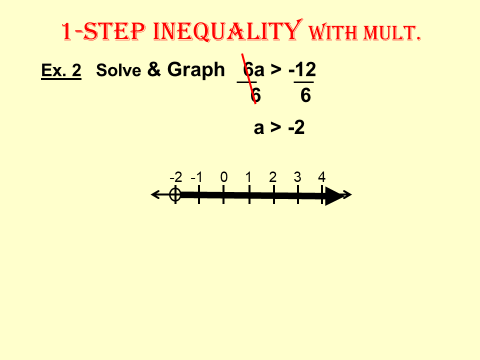 1-STEP INEQUALITY WITH MULT.
Ex. 2 Solve & Graph 6a > -12
6 6
a > -2
-2 -1 0 1 2 3 4